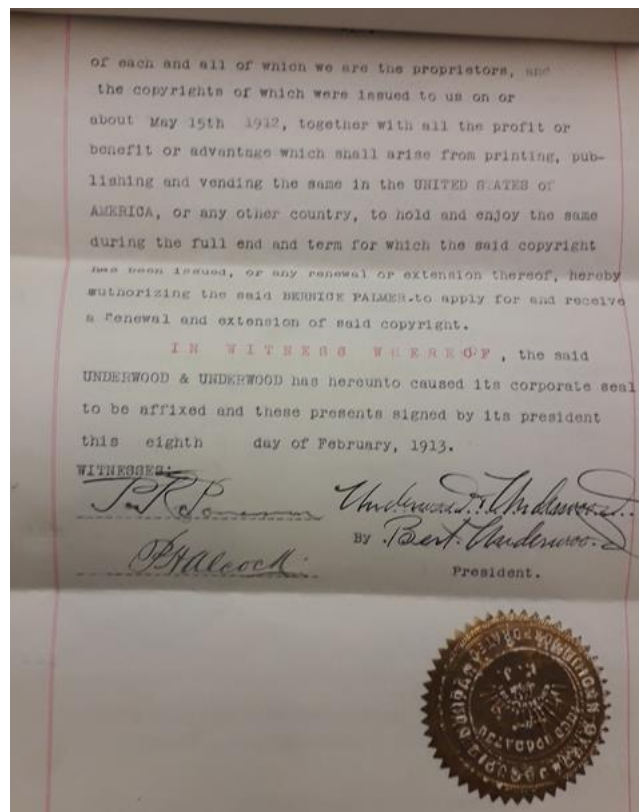 of each and all of which we are the proprietors, and
the copyrights of which were issued to us on or
about May 15th 1912, together with all the profit or
benefit or advantage which shall arise from printing, pub-
lishing and vending the same in the UNITED STATES of
AMERICA, or any other country, to hold and enjoy the same
during the full end and term for which the said copyright
has been issued, or any renewal or extension thereof, hereby
authorizing the said BERNICE PALMER.to apply for and receive
a renewal and extension of said copyright.
IN WITNESS WHEREOF, the said
UNDERWOOD & UNDERWOOD has hereunto caused its corporate seal
to be affixed and these presents signed by its president
this eighth day of February, 1913.
WITNESSES:
Underwood & Underwood
By Bert. Underwood
Halcock
President.